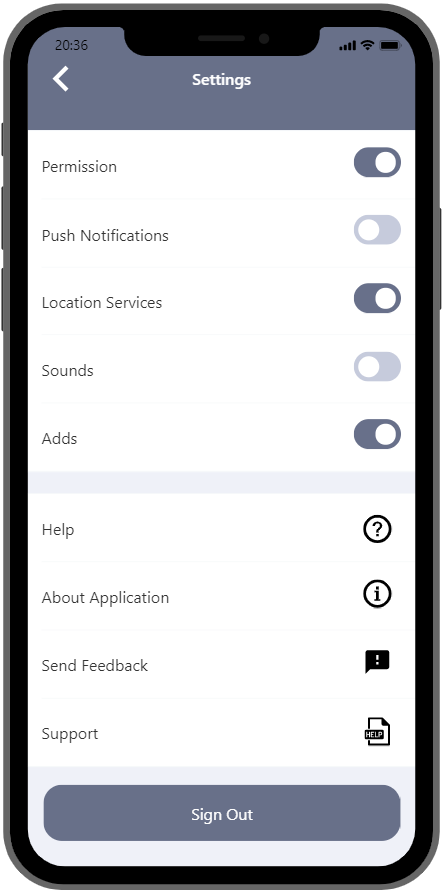 20:36
Settings
Permission
Push Notifications
Location Services
Sounds
Adds
Help
About Application
Send Feedback
Support
HELP
Sign Out